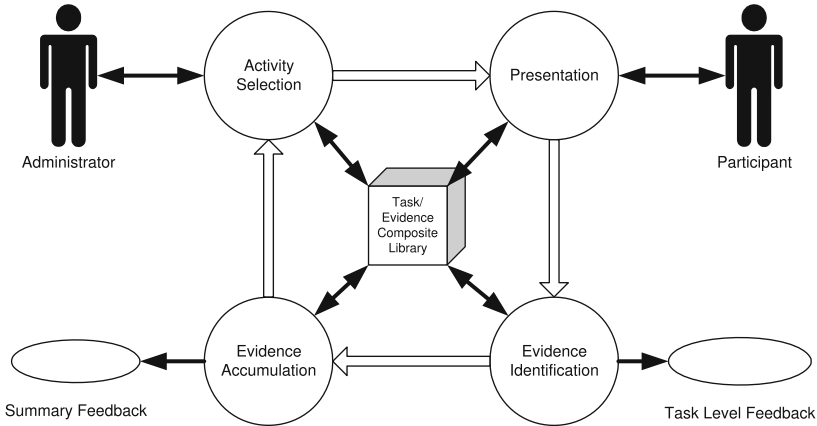 Activity
Selection
Presentation
Administrator
Participant
Task/
Evidence
Composite
Library
Evidence
Accumulation
Evidence
Identification
Summary Feedback
Task Level Feedback